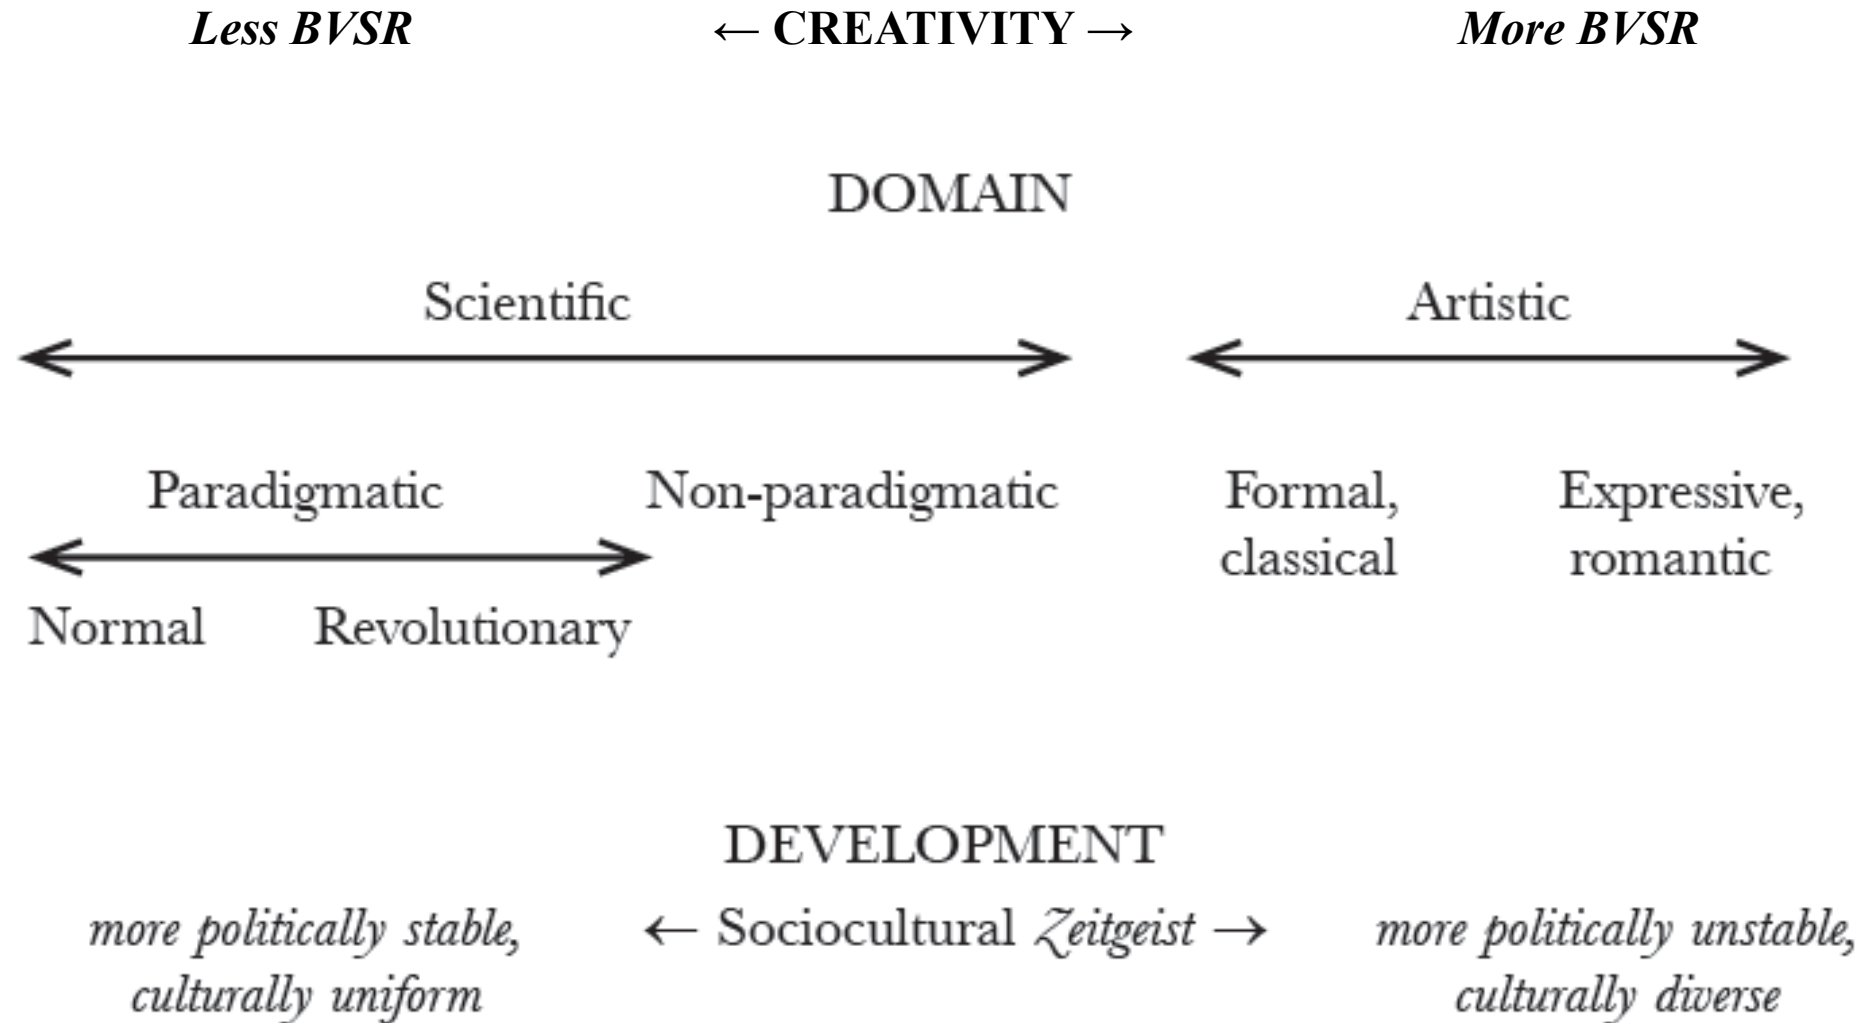 Less BVSR ← CREATIVITY → More BVSR
DOMAIN
Scientific Artistic
Paradigmatic Non-paradigmatic Formal, Expressive,
classical romantic
Normal Revolutionary
DEVELOPMENT
more politically stable, ← Sociocultural Zeitgeist → more politically unstable,
culturally uniform culturally diverse